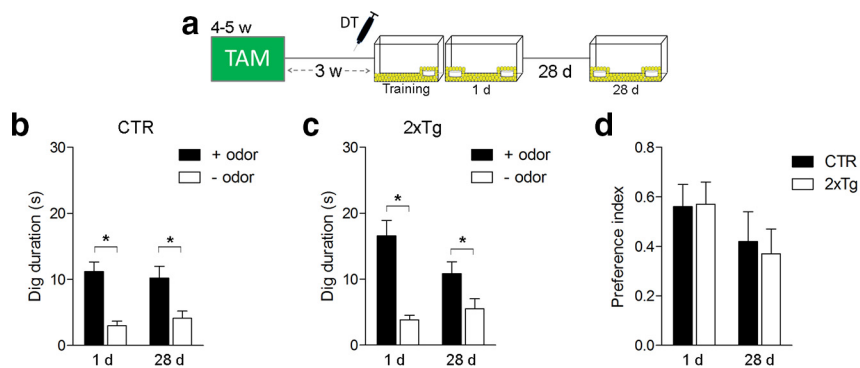 a
4-5 w
TAM
DT
3 w
Training
1 d
28 d
28 d
b
CTR
Dig duration (s)
30
20
10
0
+ odor
- odor
*
*
1 d
28 d
c
2xTg
Dig duration (s)
30
20
10
0
+ odor
- odor
*
*
1 d
28 d
d
Preference index
0.8
0.6
0.4
0.2
0.0
CTR
2xTg
1 d
28 d